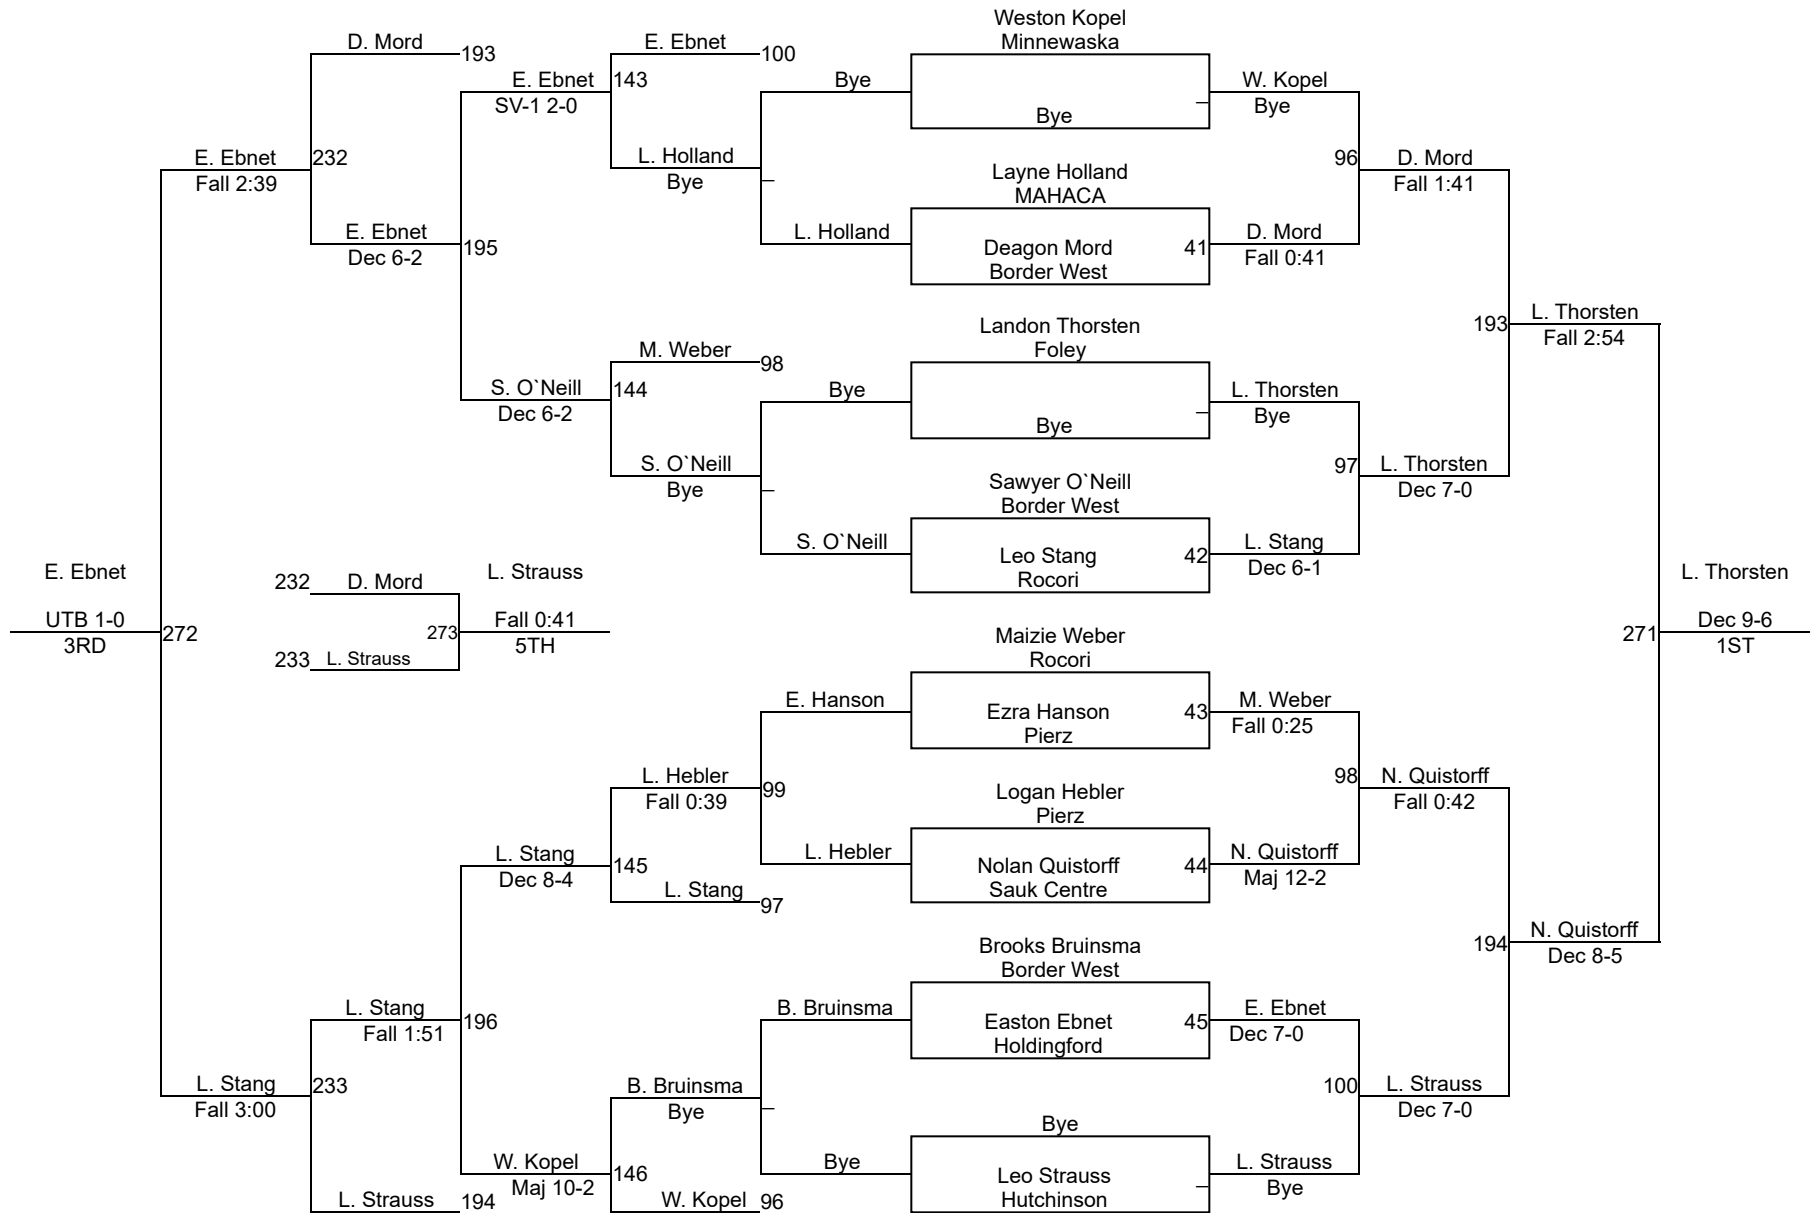 Weston Kopel
Minnewaska
D. Mord
193
E. Ebnet
100
E. Ebnet
143
SV-1 2-0
Bye
Bye
W. Kopel
Bye
E. Ebnet
232
Fall 2:39
L. Holland
Bye
Layne Holland
MAHACA
96
D. Mord
Fall 1:41
E. Ebnet
Dec 6-2
195
L. Holland
Deagon Mord
Border West
41
D. Mord
Fall 0:41
Landon Thorsten
Foley
193
L. Thorsten
Fall 2:54
M. Weber
98
S. O`Neill
144
Dec 6-2
Bye
Bye
L. Thorsten
Bye
S. O`Neill
Bye
Sawyer O`Neill
Border West
97
L. Thorsten
Dec 7-0
S. O`Neill
Leo Stang
Rocori
42
L. Stang
Dec 6-1
E. Ebnet
UTB 1-0
3RD
272
232
D. Mord
233
L. Strauss
273
L. Strauss
Fall 0:41
5TH
Maizie Weber
Rocori
271
L. Thorsten
Dec 9-6
1ST
E. Hanson
Ezra Hanson
Pierz
43
M. Weber
Fall 0:25
L. Hebler
Fall 0:39
99
Logan Hebler
Pierz
98
N. Quistorff
Fall 0:42
L. Stang
Dec 8-4
145
L. Stang
97
L. Hebler
Nolan Quistorff
Sauk Centre
44
N. Quistorff
Maj 12-2
Brooks Bruinsma
Border West
194
N. Quistorff
Dec 8-5
L. Stang
Fall 1:51
196
B. Bruinsma
Easton Ebnet
Holdingford
45
E. Ebnet
Dec 7-0
L. Stang
Fall 3:00
233
B. Bruinsma
Bye
Bye
100
L. Strauss
Dec 7-0
W. Kopel
Maj 10-2
146
Bye
Leo Strauss
Hutchinson
L. Strauss
Bye
L. Strauss
194
W. Kopel
96